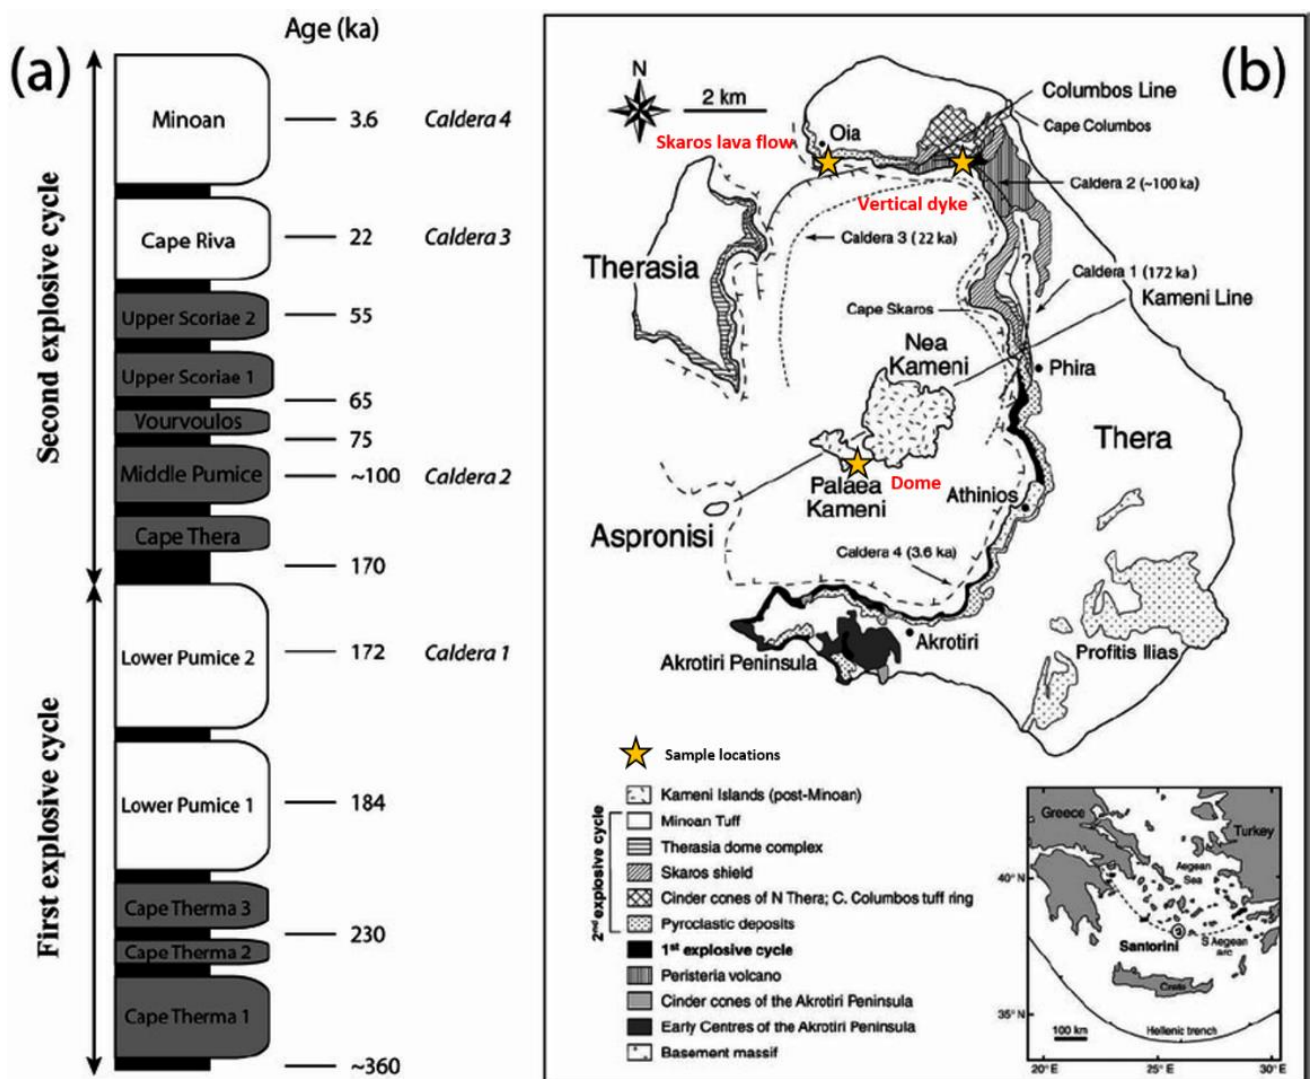 (a)
Age (ka)
Second explosive cycle
First explosive cycle
Minoan
3.6
Caldera 4
Cape Riva
22
Caldera 3
Upper Scoriae 2
55
Upper Scoriae 1
65
Vourvoulos
75
Middle Pumice
~100
Caldera 2
Cape Thera
170
Lower Pumice 2
172
Caldera 1
Lower Pumice 1
184
Cape Therma 3
230
Cape Therma 2
Cape Therma 1
~360
(b)
N
2 km
Columbos Line
Cape Columbos
Oia
Skaros lava flow
Caldera 2 (~100 ka)
Vertical dyke
Caldera 3 (22 ka)
Therasia
?
Caldera 1 (172 ka)
Kameni Line
Cape Skaros
Nea
Kameni
Phira
Thera
Dome
Palaea
Kameni
Athinios
Aspronisi
Caldera 4 (3.6 ka)
Akrotiri
Akrotiri Peninsula
Profitis Ilias
Sample locations
Kameni Islands (post-Minoan)
2nd explosive cycle
Minoan Tuff
Therasia dome complex
Skaros shield
Cinder cones of N Thera; C. Columbos tuff ring
Pyroclastic deposits
1st explosive cycle
Peristeria volcano
Cinder cones of the Akrotiri Peninsula
Early Centres of the Akrotiri Peninsula
Basement massif
Greece
Turkey
Aegean
Sea
40° N
Santorini
S Aegean
arc
Crete
35° N
100 km
Hellenic trench
20° E
25° E
30° E